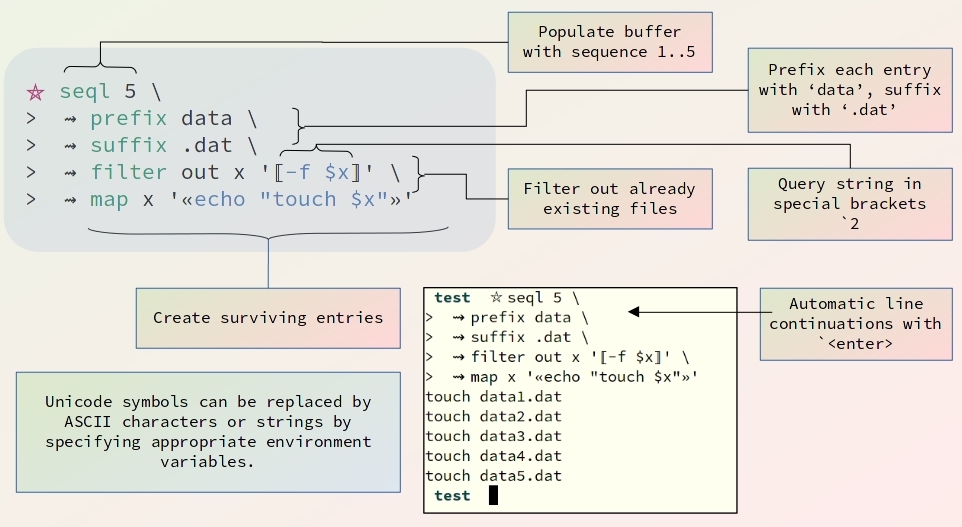 Populate buffer
with sequence 1..5
Prefix each entry
with ‘data’, suffix
with ‘.dat’
⛤ seql 5 \
> ⇝ prefix data \
> ⇝ suffix .dat \
> ⇝ filter out x '⟦-f $x⟧' \
> ⇝ map x '«echo "touch $x"»'
Filter out already
existing files
Query string in
special brackets
`2
Create surviving entries
test ⛤ seql 5 \
> ⇝ prefix data \
> ⇝ suffix .dat \
> ⇝ filter out x '⟦-f $x⟧' \
> ⇝ map x '«echo "touch $x"»'
touch data1.dat
touch data2.dat
touch data3.dat
touch data4.dat
touch data5.dat
test
Automatic line
continuations with
`<enter>
Unicode symbols can be replaced by
ASCII characters or strings by
specifying appropriate environment
variables.